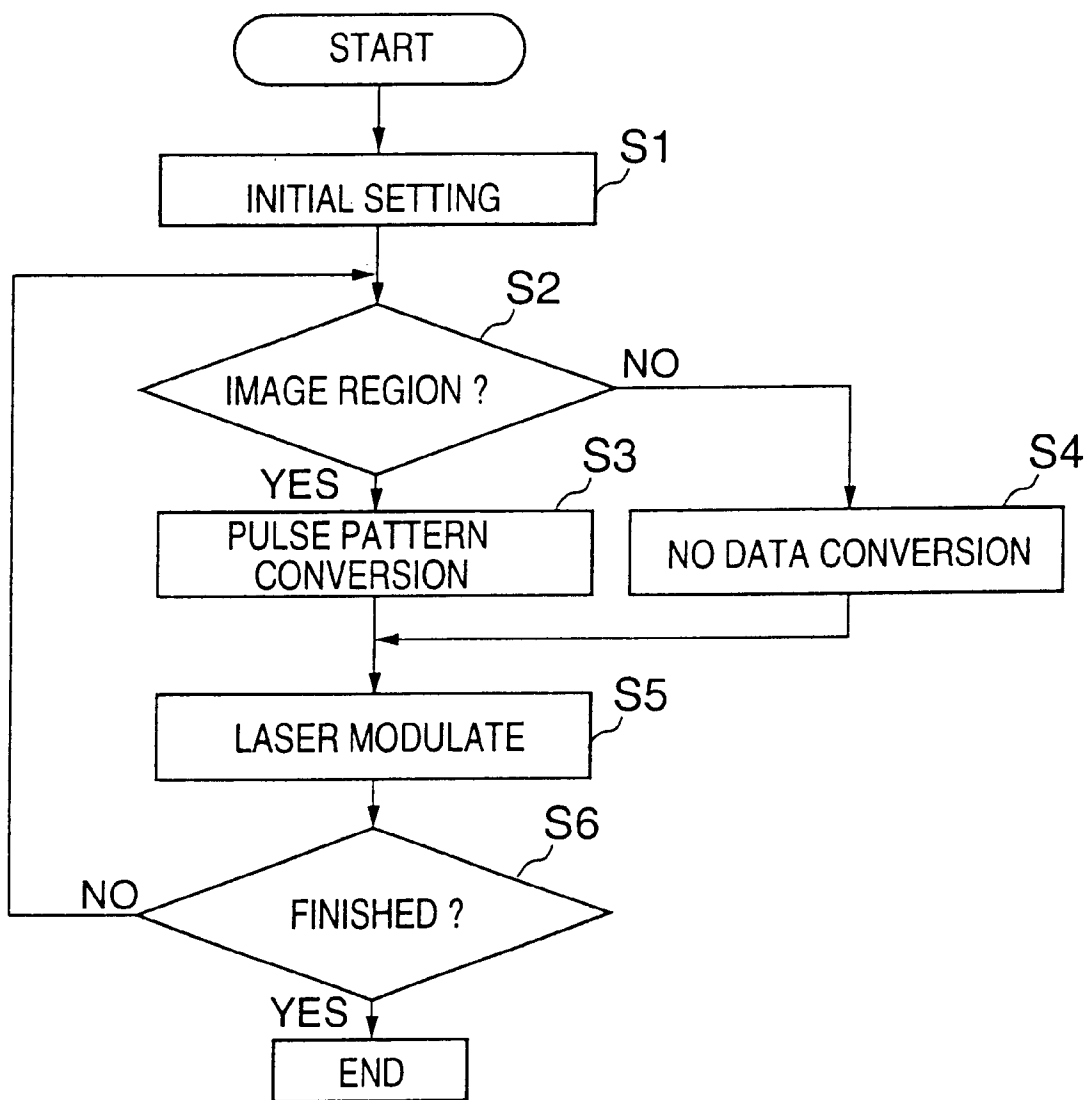 START
S1
INITIAL SETTING
S2
IMAGE REGION ?
NO
YES
S3
S4
PULSE PATTERN
CONVERSION
NO DATA CONVERSION
S5
LASER MODULATE
S6
NO
FINISHED ?
YES
END